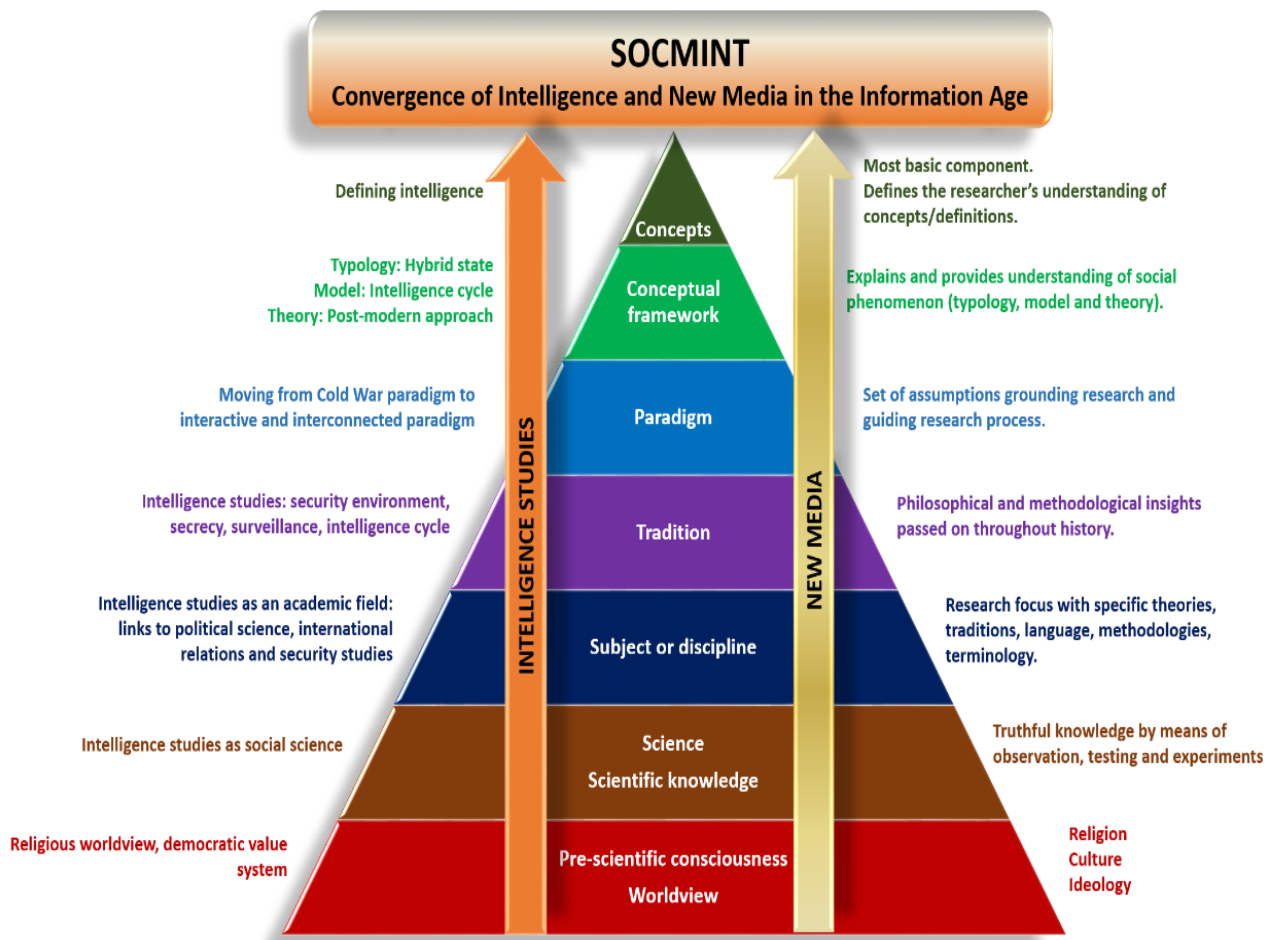 SOCMINT
Convergence of Intelligence and New Media in the Information Age
Defining intelligence
Concepts
Most basic component.
Defines the researcher's understanding of
concepts/definitions.
Typology: Hybrid state
Model: Intelligence cycle
Theory: Post-modern approach
Conceptual
framework
Explains and provides understanding of social
phenomenon (typology, model and theory).
Moving from Cold War paradigm to
interactive and interconnected paradigm
Paradigm
Set of assumptions grounding research and
guiding research process.
INTELLIGENCE STUDIES
NEW MEDIA
Intelligence studies: security environment,
secrecy, surveillance, intelligence cycle
Tradition
Philosophical and methodological insights
passed on throughout history.
Intelligence studies as an academic field:
links to political science, international
relations and security studies
Subject or discipline
Research focus with specific theories,
traditions, language, methodologies,
terminology.
Intelligence studies as social science
Science
Scientific knowledge
Truthful knowledge by means of
observation, testing and experiments
Religious worldview, democratic value
system
Pre-scientific consciousness
Worldview
Religion
Culture
Ideology